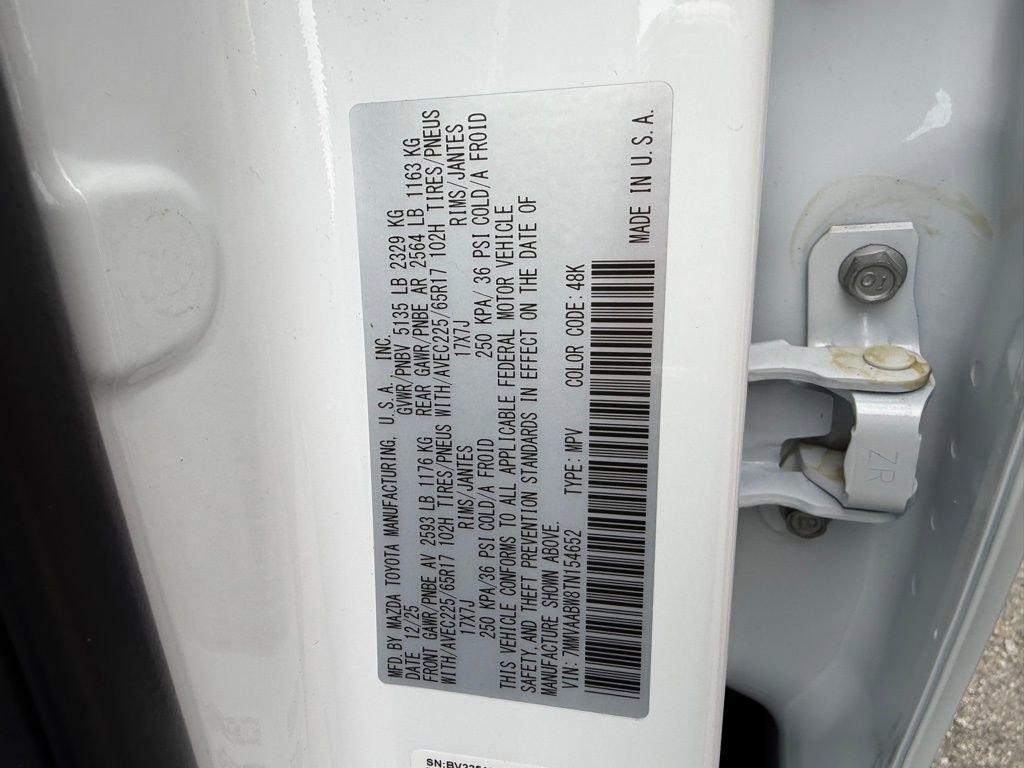 MFD.BY MAZDA TOYOTA MANUFACTURING, U.S.A. INC.
DATE 12/25 GVWR/PNBV 5135 LB 2329 KG
FRONT GAWR/PNBE AV 2593 LB 1176 KG REAR GAWR/PNBE AR 2564 LB 1163 KG
WITH/AVEC225/65R17 102H TIRES/PNEUS WITH/AVEC225/65R17 102H TIRES/PNEUS
17X7J RIMS/JANTES 17X7J RIMS/JANTES
250 KPA/36 PSI COLD/A FROID 250 KPA/36 PSI COLD/A FROID
THIS VEHICLE CONFORMS TO ALL APPLICABLE FEDERAL MOTOR VEHICLE
SAFETY,AND THEFT PREVENTION STANDARDS IN EFFECT ON THE DATE OF
MANUFACTURE SHOWN ABOVE.
VIN: 7MMVAABW8TN154652 TYPE: MPV COLOR CODE: 48K
MADE IN U.S.A.
ZR